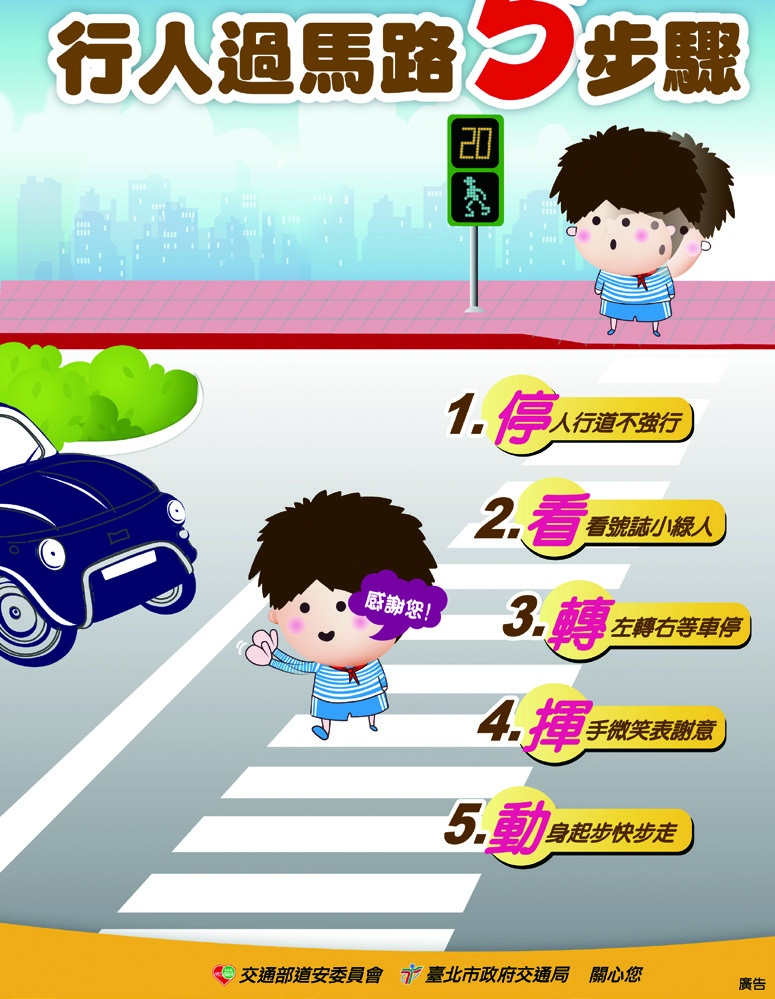 行人過馬路5步驟
20
1.停人行道不強行
2.看看號誌小綠人
3.轉左轉右等車停
感謝您!
4.揮手微笑表謝意
5.動身起步快步走
交通部道安委員會 臺北市政府交通局 關心您
廣告